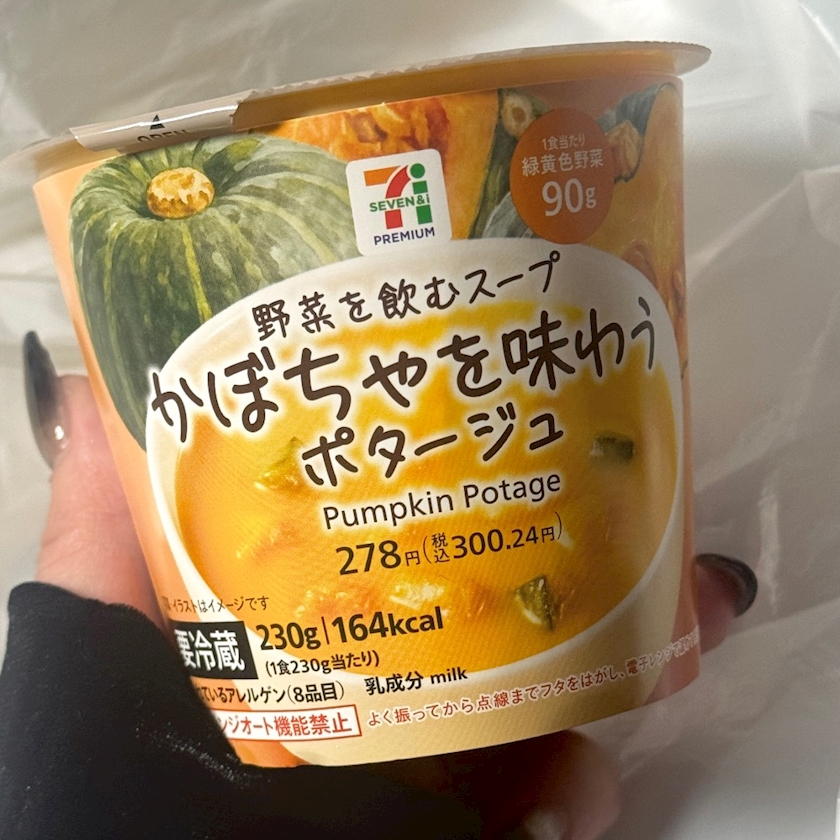 OPEN
SEVEN&i
PREMIUM
1食当たり
緑黄色野菜
90g
野菜を飲むスープ
かぼちゃを味わう
ポタージュ
Pumpkin Potage
278円(税込300.24円)
イラストはイメージです
要冷蔵
230g|164kcal
(1食230g当たり)
ているアレルゲン(8品目) 乳成分 milk
ンジオート機能禁止
よく振ってから点線までフタをはがし、電子レンジで